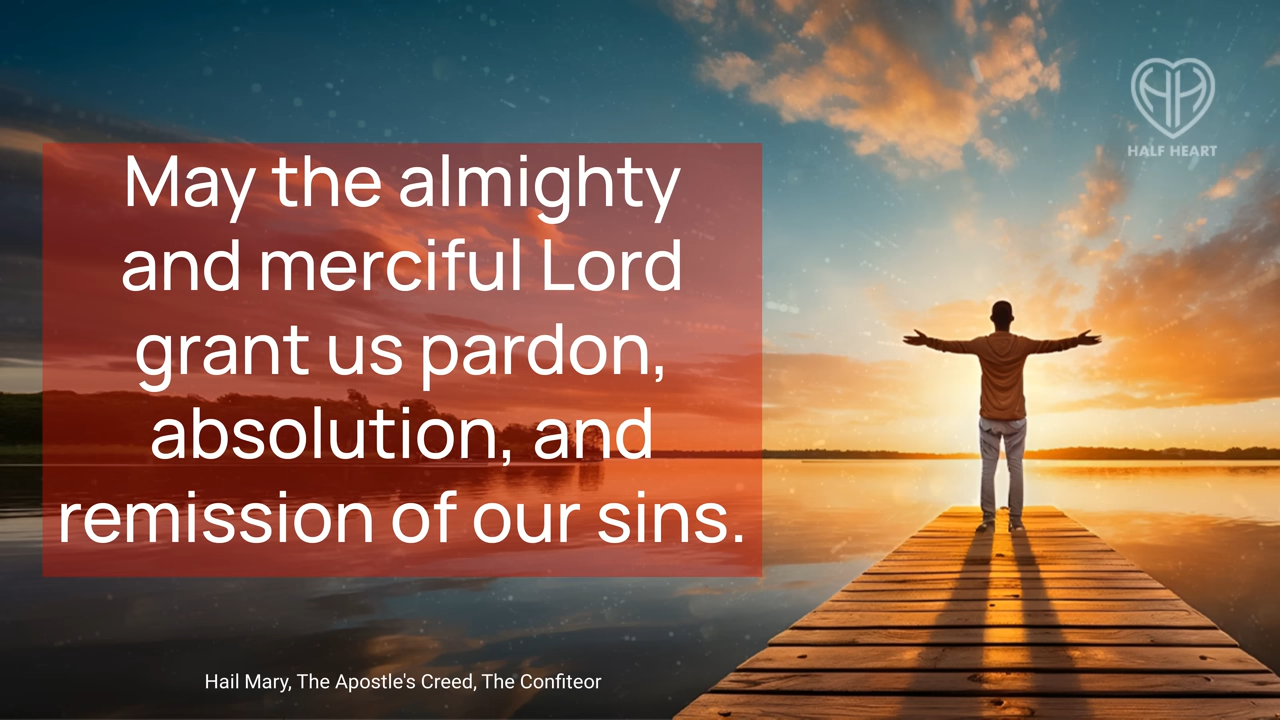 May the almighty
and merciful Lord
grant us pardon,
absolution, and
remission of our sins.
Hail Mary, The Apostle's Creed, The Confiteor
HALF HEART